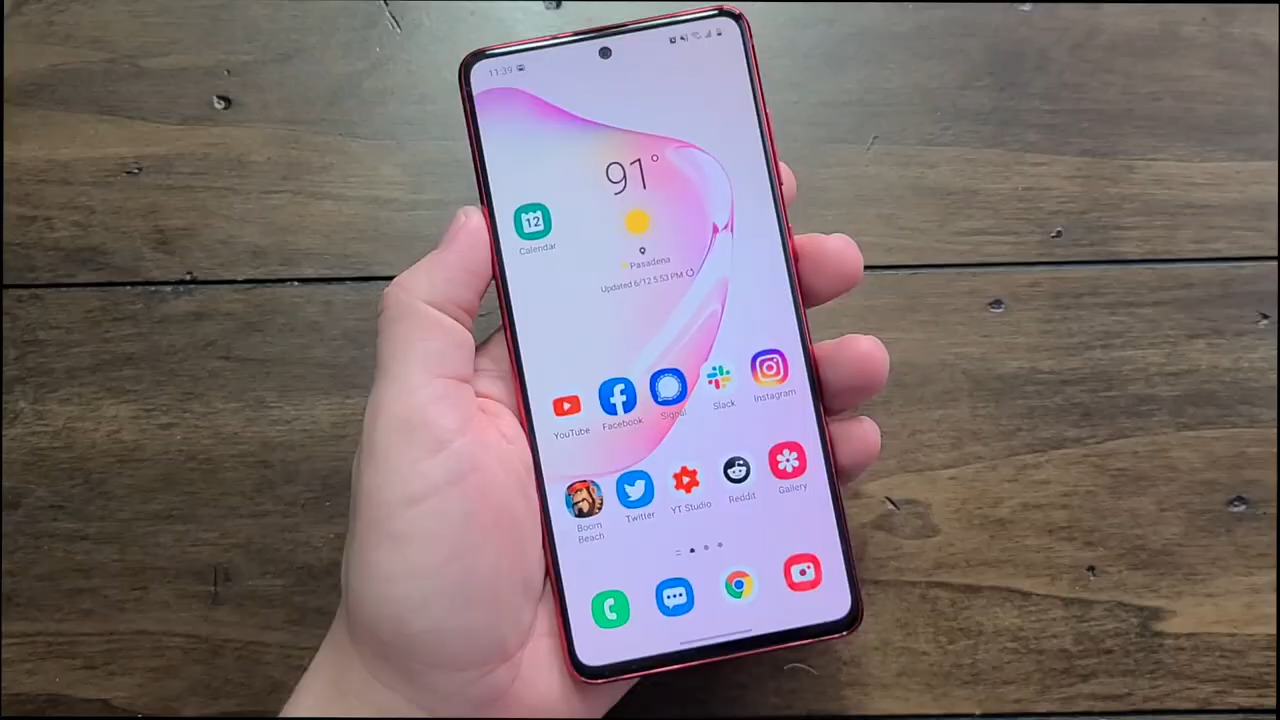 11:39
91°
12
Calendar
Pasadena
Updated 6/12 5:53 PM
YouTube
Facebook
Signal
Slack
Instagram
Boom
Beach
Twitter
YT Studio
Reddit
Gallery